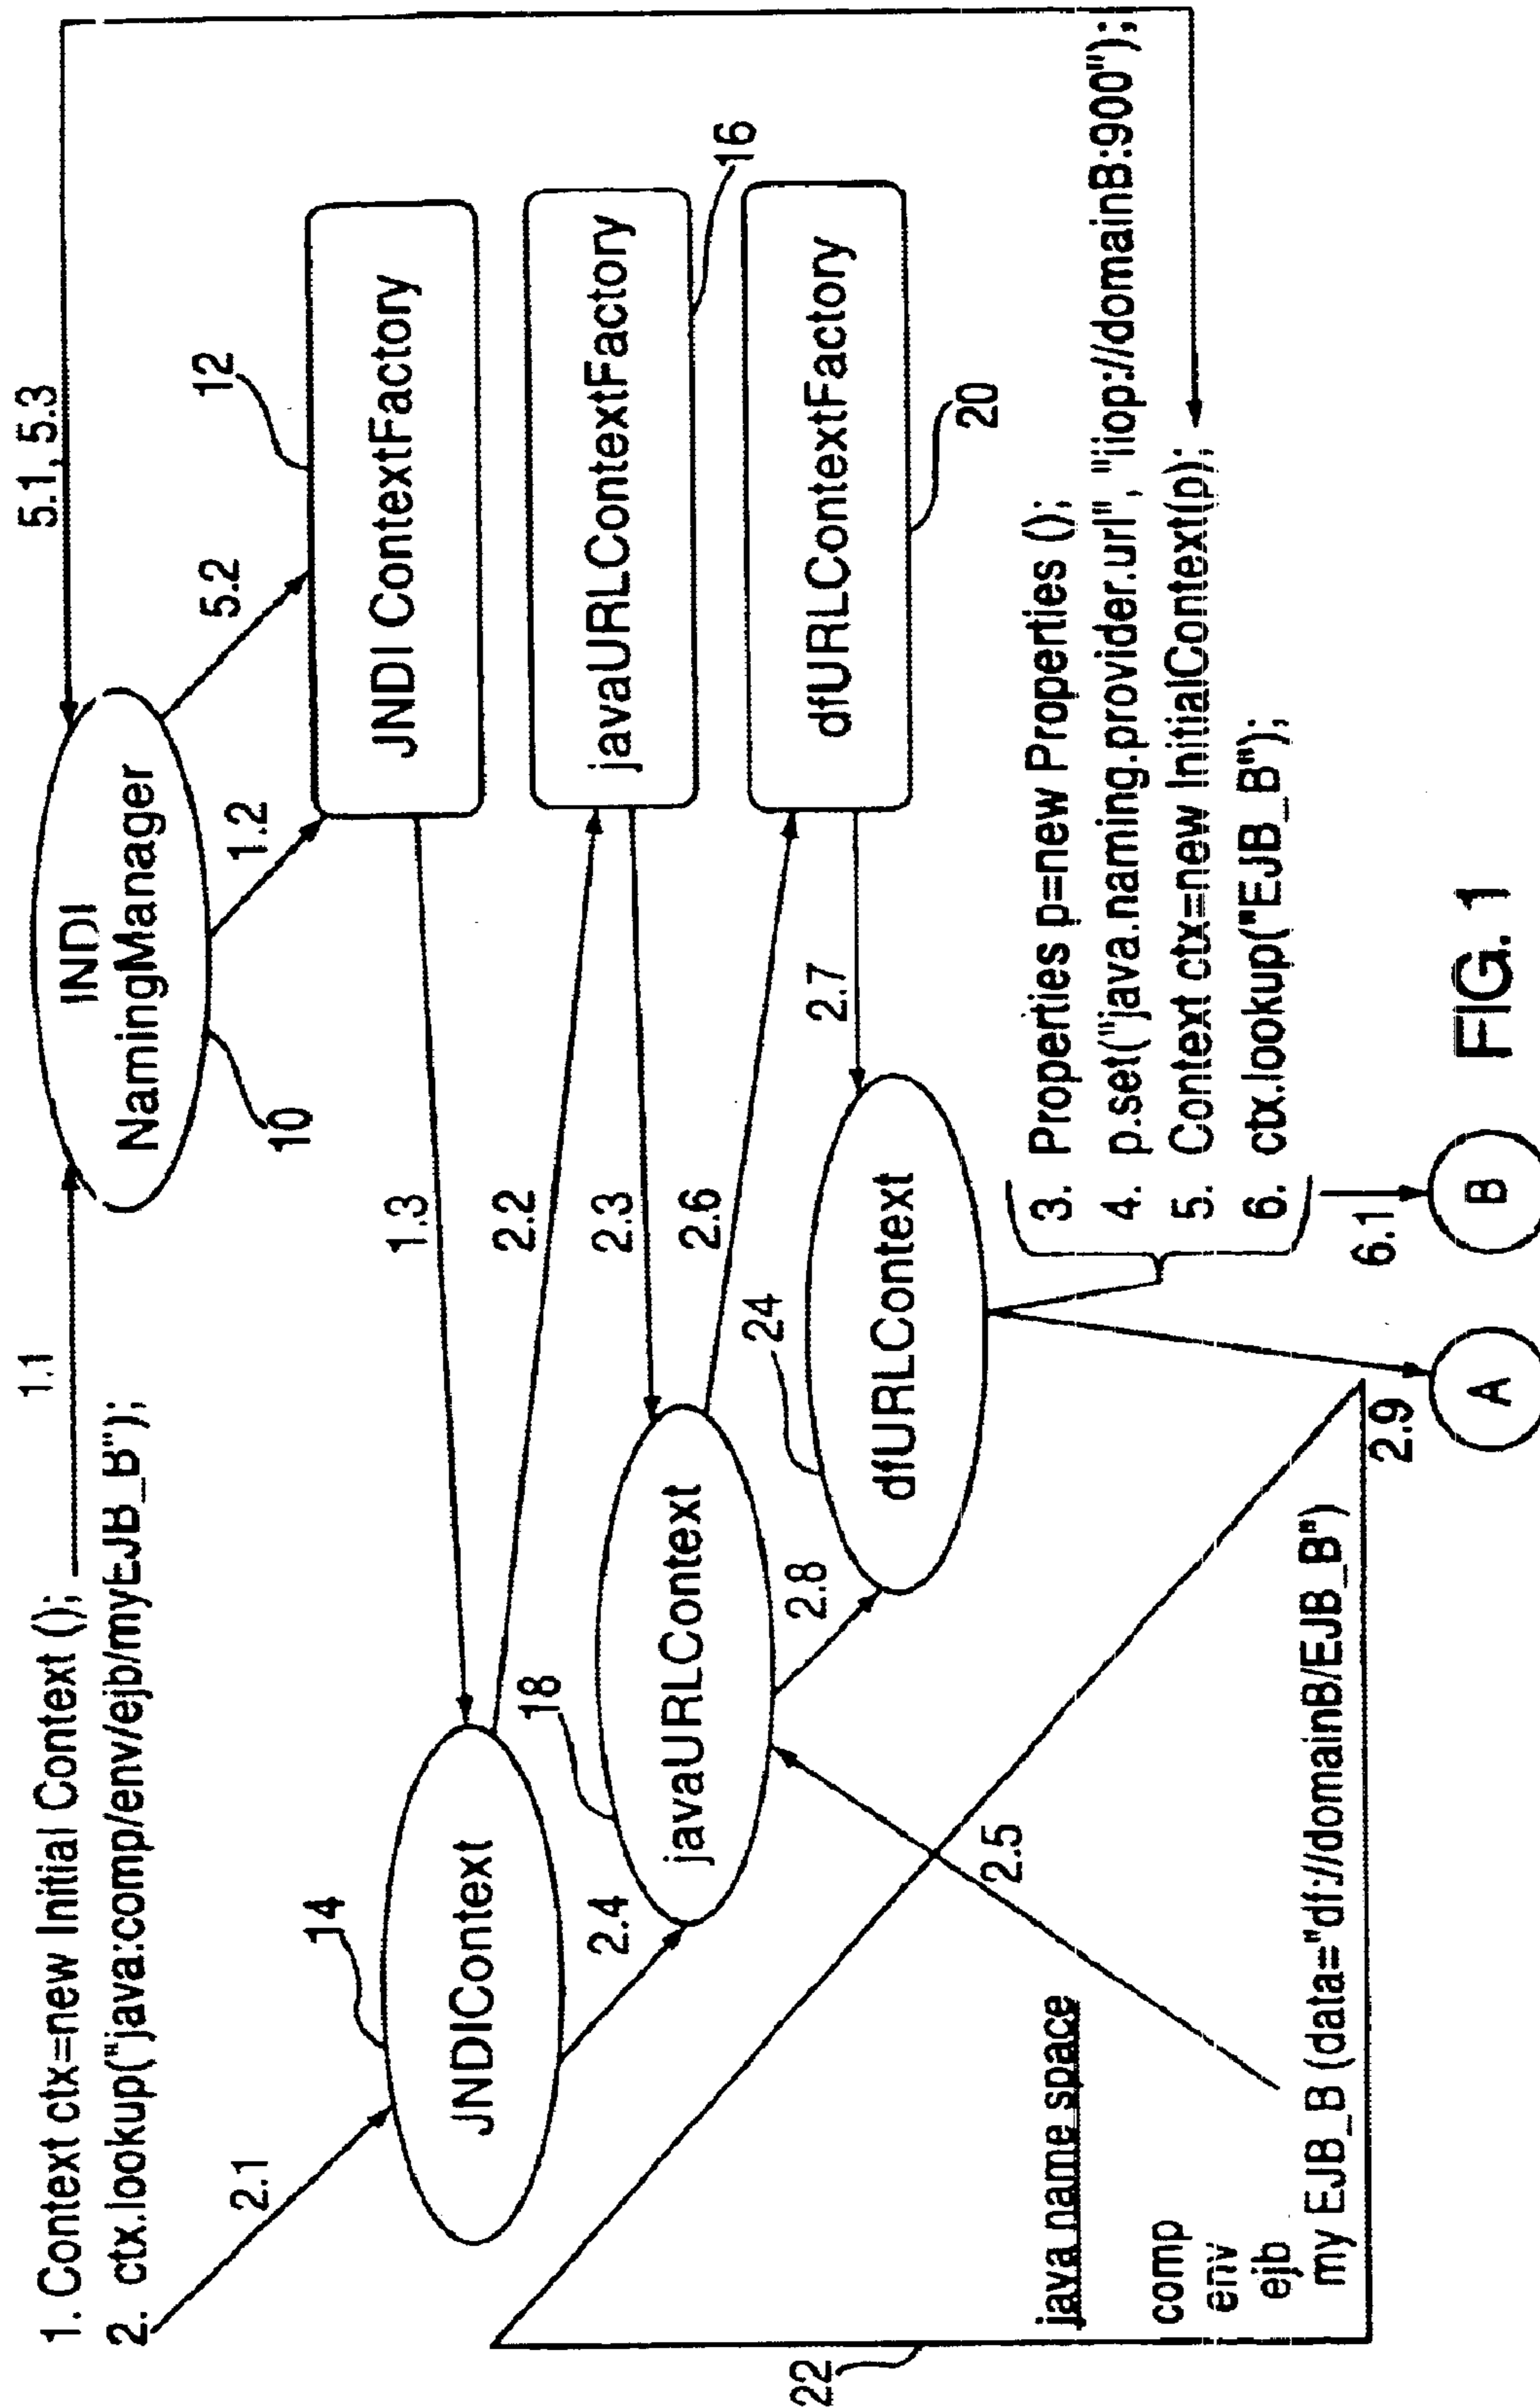 1. Context ctx=new Initial Context ();
2. ctx.lookup("java:comp/env/ejb/myEJB_B");
1.1
5.1, 5.3
INDI
NamingManager
10
1.2
5.2
12
JNDI ContextFactory
2.1
14
JNDIContext
1.3
2.2
javaURLContextFactory
16
2.4
18
javaURLContext
2.3
2.6
dfURLContextFactory
20
2.8
24
dfURLContext
2.7
22
2.5
java name space
comp
env
ejb
my EJB_B (data="df://domainB/EJB_B")
3. Properties p=new Properties ();
4. p.set("java.naming.provider.url", "iiop://domainB:900");
5. Context ctx=new InitialContext(p);
6. ctx.lookup("EJB_B");
2.9
6.1
A
B
FIG. 1